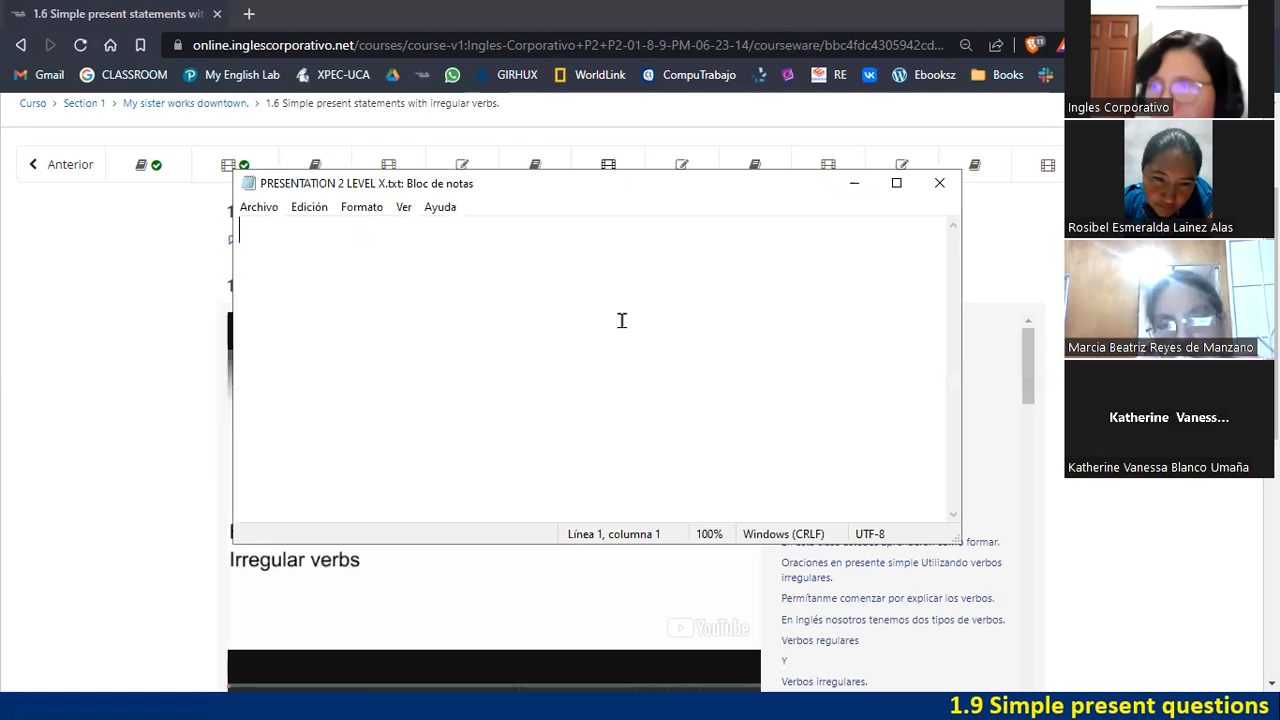 1.6 Simple present statements wit
online.inglescorporativo.net/courses/course-v1:Ingles-Corporativo+P2+P2-01-8-9-PM-06-23-14/courseware/bbc4fdc4305942cd...
Gmail CLASSROOM My English Lab XPEC-UCA GIRHUX WorldLink CompuTrabajo RE VK Ebooksz Books
Curso > Section 1 > My sister works downtown. > 1.6 Simple present statements with irregular verbs.
Anterior
PRESENTATION 2 LEVEL X.txt: Bloc de notas
Archivo Edición Formato Ver Ayuda
Línea 1, columna 1 100% Windows (CRLF) UTF-8
Irregular verbs
YouTube
Oraciones en presente simple Utilizando verbos
irregulares.
Permítanme comenzar por explicar los verbos.
En inglés nosotros tenemos dos tipos de verbos.
Verbos regulares
Y
Verbos irregulares.
Ingles Corporativo
Rosibel Esmeralda Lainez Alas
Marcia Beatriz Reyes de Manzano
Katherine Vaness...
Katherine Vanessa Blanco Umaña
1.9 Simple present questions